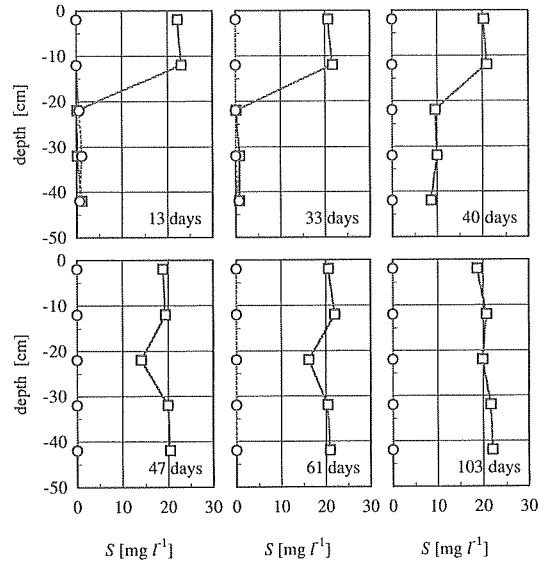 0
-10
-20
-30
-40
-50
depth [cm]
13 days
33 days
40 days
0
-10
-20
-30
-40
-50
depth [cm]
47 days
61 days
103 days
0 10 20 30 0 10 20 30 0 10 20 30
S [mg l⁻¹] S [mg l⁻¹] S [mg l⁻¹]